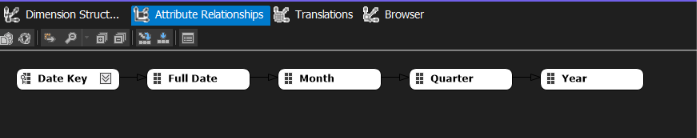 Dimension Struct... Attribute Relationships Translations Browser
Date Key Full Date Month Quarter Year